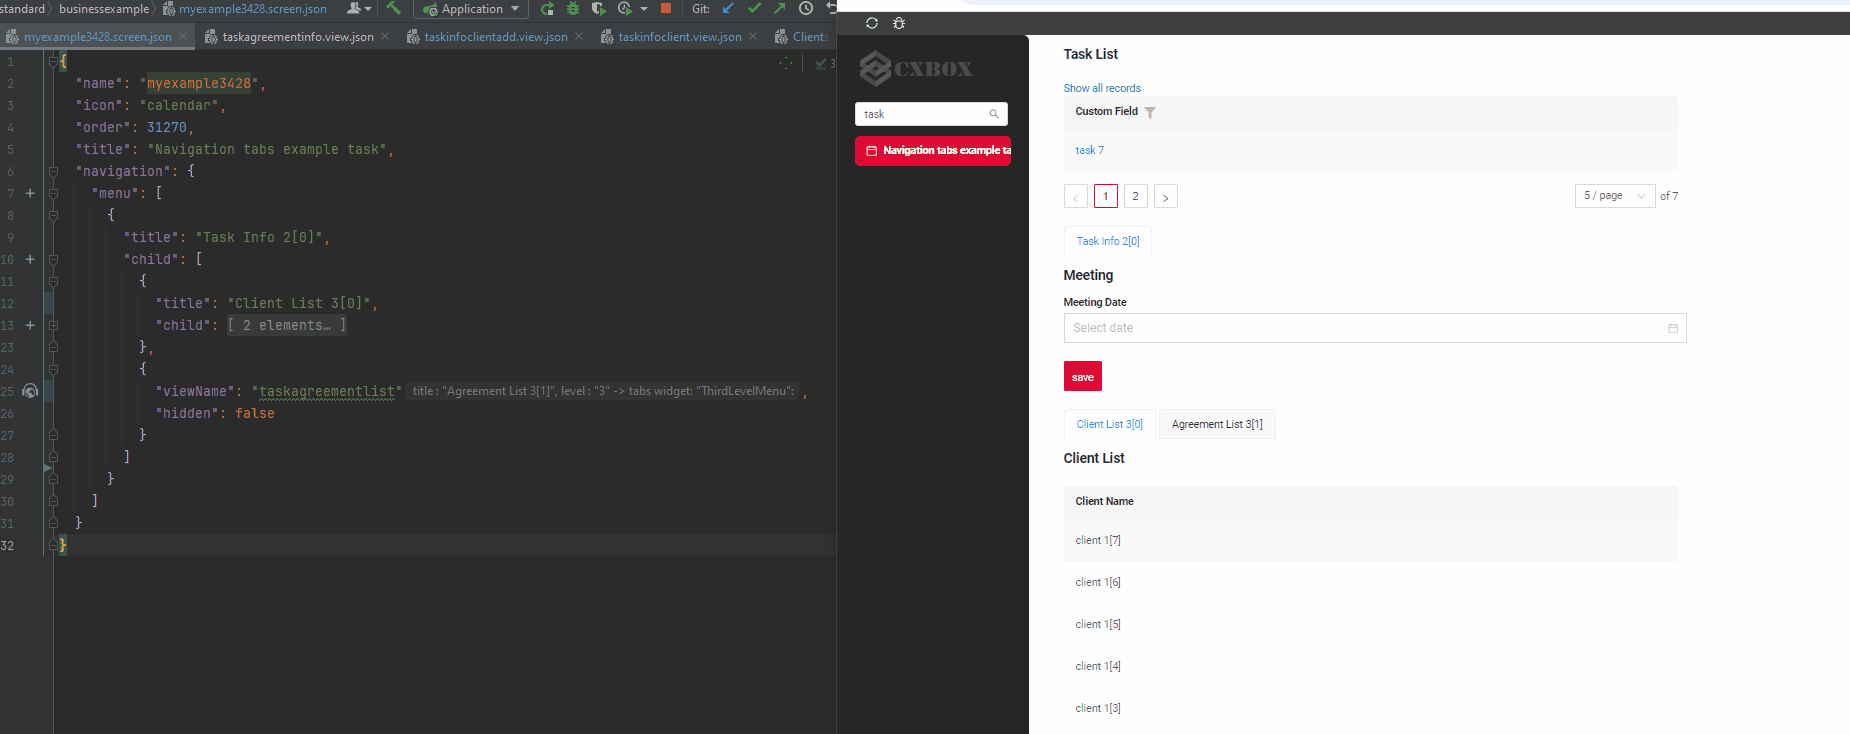 standard businessexample myexample3428.screen.json Application Git:
myexample3428.screen.json taskagreementinfo.view.json taskinfoclientadd.view.json taskinfoclient.view.json Client
1 {
2 "name": "myexample3428",
3 "icon": "calendar",
4 "order": 31270,
5 "title": "Navigation tabs example task",
6 "navigation": {
7 "menu": [
8 {
9 "title": "Task Info 2[0]",
10 "child": [
11 {
12 "title": "Client List 3[0]",
13 "child": [ 2 elements… ]
23 },
24 {
25 "viewName": "taskagreementlist" title : "Agreement List 3[1]", level : "3" -> tabs widget: "ThirdLevelMenu"; ,
26 "hidden": false
27 }
28 ]
29 }
30 ]
31 }
32 }
3
CXBOX
task
Navigation tabs example ta
Task List
Show all records
Custom Field
task 7
< 1 2 >
5 / page of 7
Task Info 2[0]
Meeting
Meeting Date
Select date
save
Client List 3[0] Agreement List 3[1]
Client List
Client Name
client 1[7]
client 1[6]
client 1[5]
client 1[4]
client 1[3]